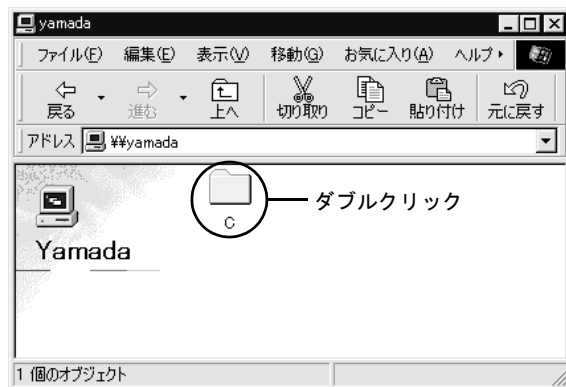 yamada
ファイル(F) 編集(E) 表示(V) 移動(G) お気に入り(A) ヘルプ
戻る 進む 上へ 切り取り コピー 貼り付け 元に戻す
アドレス ¥¥yamada
C
ダブルクリック
Yamada
1 個のオブジェクト